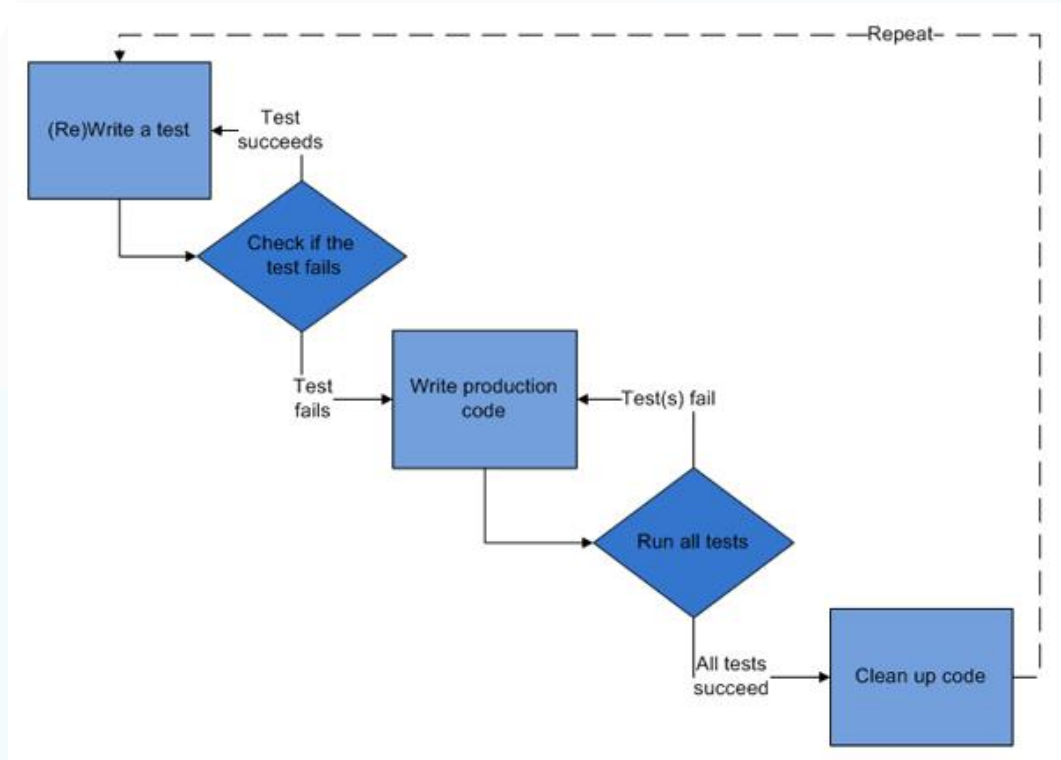 Repeat
(Re)Write a test
Test
succeeds
Check if the
test fails
Test
fails
Write production
code
Test(s) fail
Run all tests
All tests
succeed
Clean up code